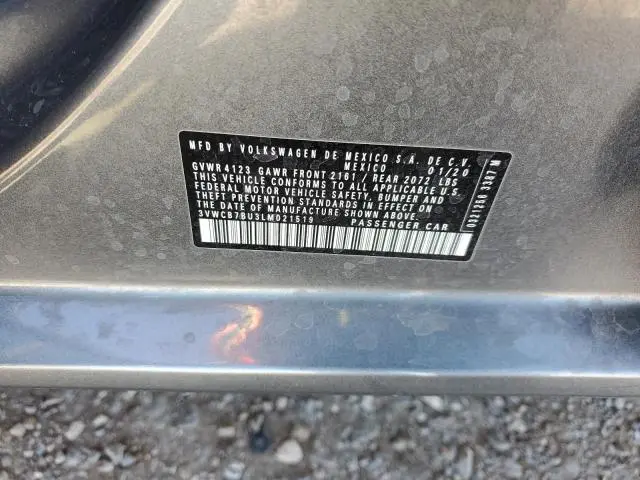 MFD BY VOLKSWAGEN DE MEXICO S.A. DE C.V.
MEXICO 01/20
GVWR 4123 GAWR FRONT 2161 / REAR 2072 LBS
THIS VEHICLE CONFORMS TO ALL APPLICABLE U.S.
FEDERAL MOTOR VEHICLE SAFETY, BUMPER AND
THEFT PREVENTION STANDARDS IN EFFECT ON
THE DATE OF MANUFACTURE
3VWCB7BU3LM021519 PASSENGER CAR
0021256 3387 M